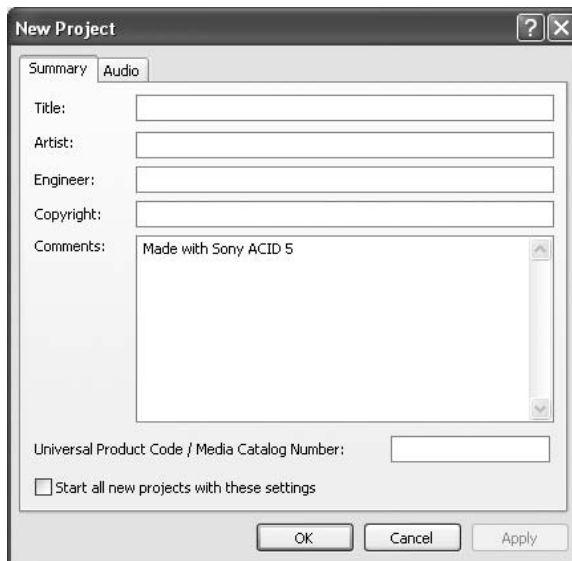 New Project
Summary Audio
Title:
Artist:
Engineer:
Copyright:
Comments: Made with Sony ACID 5
Universal Product Code / Media Catalog Number:
Start all new projects with these settings
OK Cancel Apply